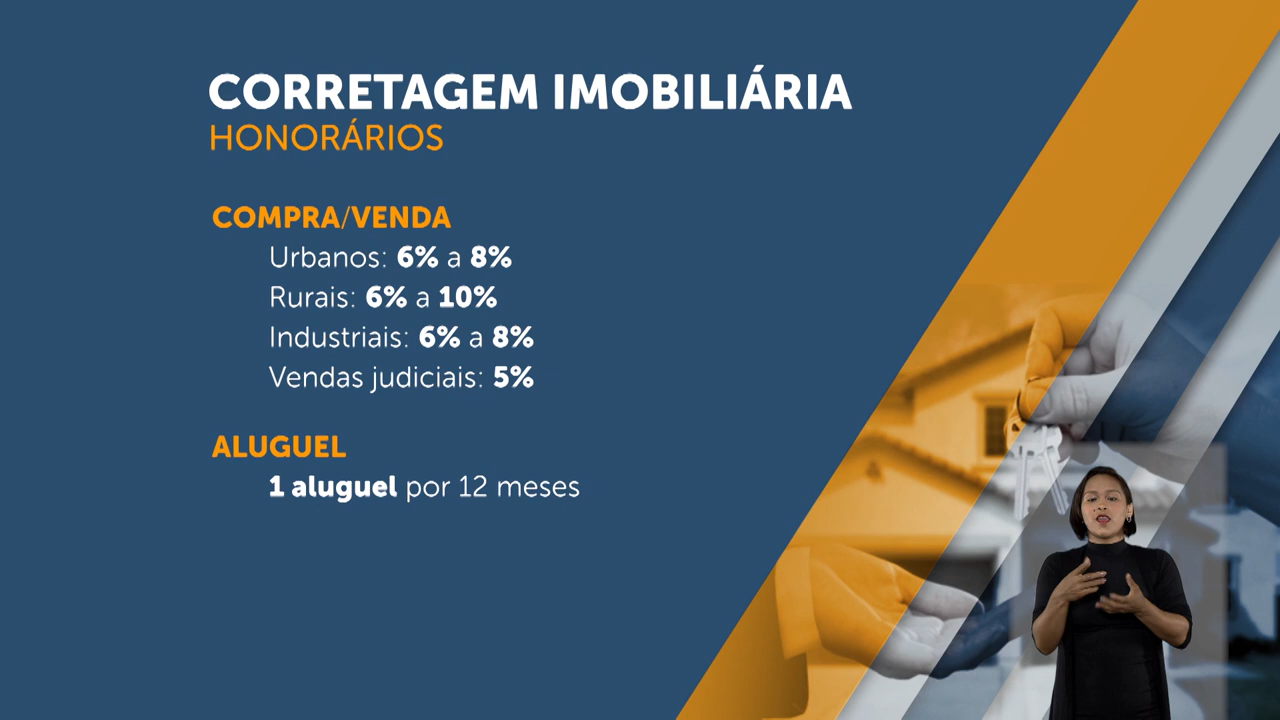 CORRETAGEM IMOBILIÁRIA
HONORÁRIOS
COMPRA/VENDA
Urbanos: 6% a 8%
Rurais: 6% a 10%
Industriais: 6% a 8%
Vendas judiciais: 5%
ALUGUEL
1 aluguel por 12 meses